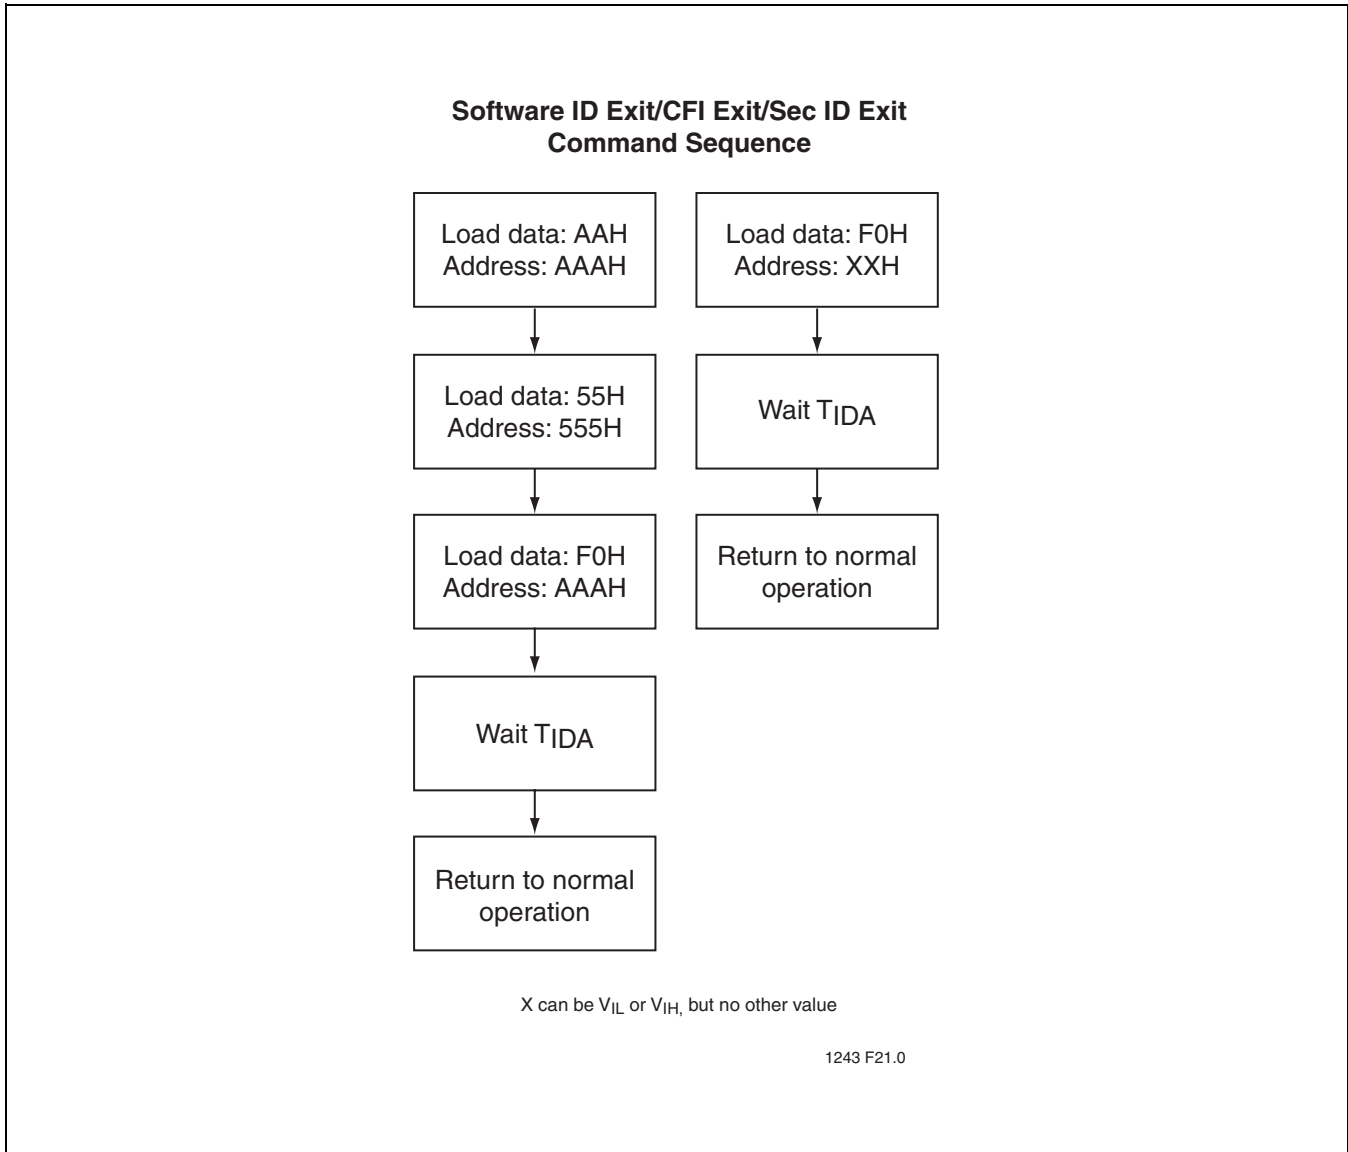 Software ID Exit/CFI Exit/Sec ID Exit
Command Sequence
Load data: AAH
Address: AAAH
Load data: 55H
Address: 555H
Load data: F0H
Address: AAAH
Wait TIDA
Return to normal
operation
Load data: F0H
Address: XXH
Wait TIDA
Return to normal
operation
X can be VIL or VIH, but no other value
1243 F21.0